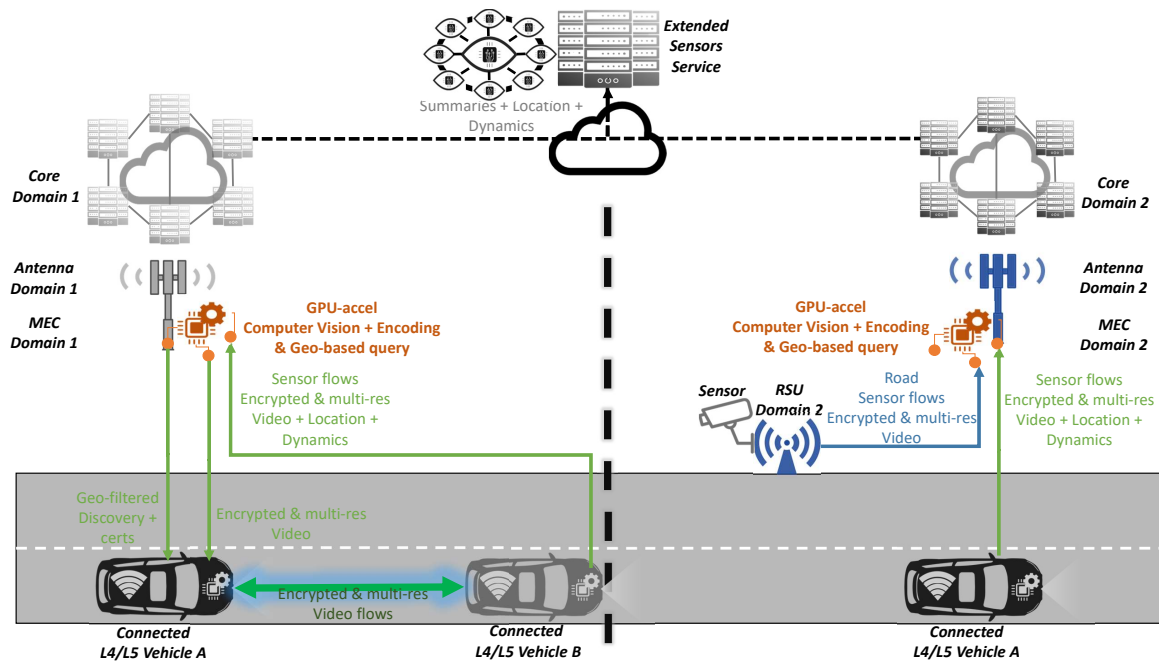 Extended
Sensors
Service
Summaries + Location +
Dynamics
Core
Domain 1
Core
Domain 2
Antenna
Domain 1
MEC
Domain 1
GPU-accel
Computer Vision + Encoding
& Geo-based query
Sensor flows
Encrypted & multi-res
Video + Location +
Dynamics
GPU-accel
Computer Vision + Encoding
& Geo-based query
Antenna
Domain 2
MEC
Domain 2
Sensor
RSU
Domain 2
Road
Sensor flows
Encrypted & multi-res
Video
Sensor flows
Encrypted & multi-res
Video + Location +
Dynamics
Geo-filtered
Discovery +
certs
Encrypted & multi-res
Video
Encrypted & multi-res
Video flows
Connected
L4/L5 Vehicle A
Connected
L4/L5 Vehicle B
Connected
L4/L5 Vehicle A